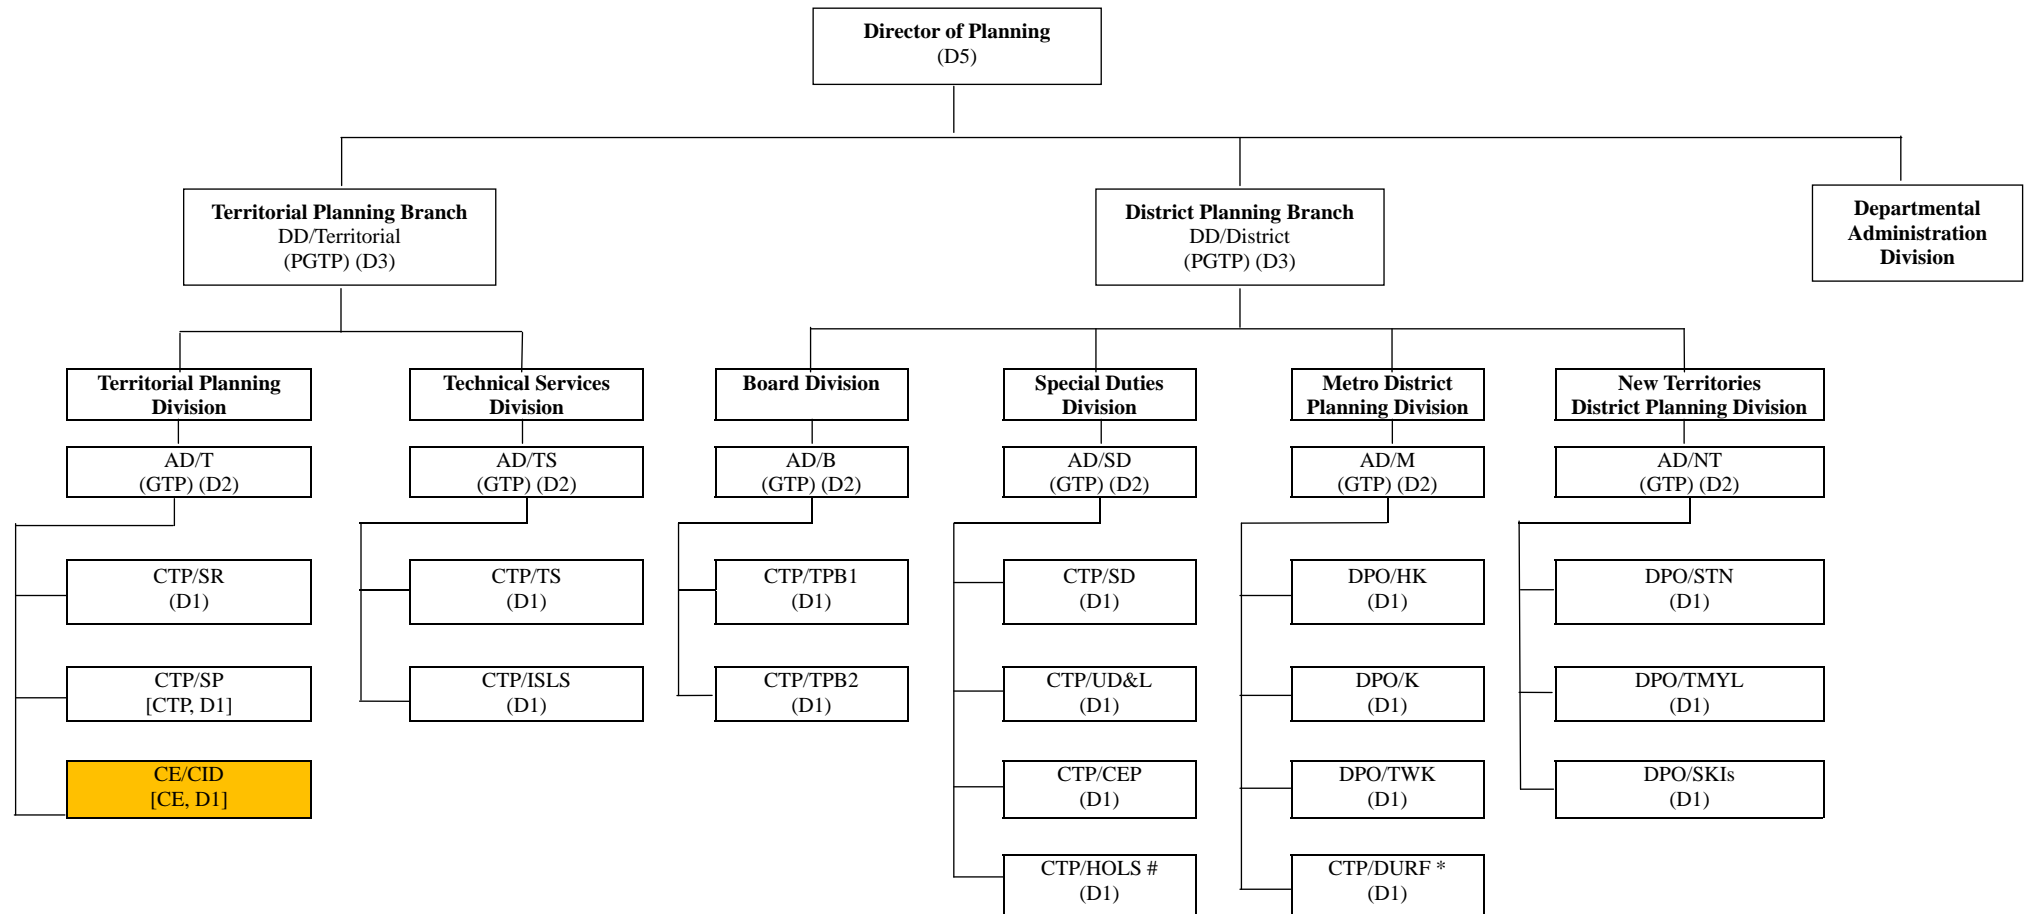 Director of Planning
(D5)
Territorial Planning Branch
DD/Territorial
(PGTP) (D3)
District Planning Branch
DD/District
(PGTP) (D3)
Departmental
Administration
Division
Territorial Planning
Division
Technical Services
Division
Board Division
Special Duties
Division
Metro District
Planning Division
New Territories
District Planning Division
AD/T
(GTP) (D2)
AD/TS
(GTP) (D2)
AD/B
(GTP) (D2)
AD/SD
(GTP) (D2)
AD/M
(GTP) (D2)
AD/NT
(GTP) (D2)
CTP/SR
(D1)
CTP/TS
(D1)
CTP/TPB1
(D1)
CTP/SD
(D1)
DPO/HK
(D1)
DPO/STN
(D1)
CTP/SP
[CTP, D1]
CTP/ISLS
(D1)
CTP/TPB2
(D1)
CTP/UD&L
(D1)
DPO/K
(D1)
DPO/TMYL
(D1)
CE/CID
[CE, D1]
CTP/CEP
(D1)
DPO/TWK
(D1)
DPO/SKIs
(D1)
CTP/HOLS #
(D1)
CTP/DURF *
(D1)